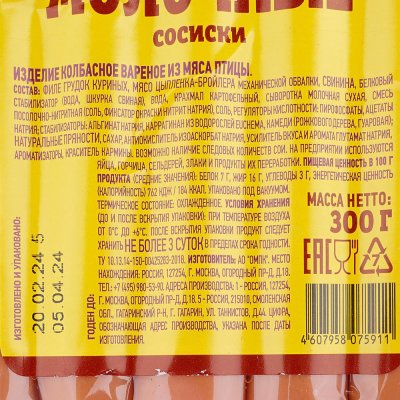 МОЛОЧНЫЕ
СОСИСКИ
ИЗДЕЛИЕ КОЛБАСНОЕ ВАРЕНОЕ ИЗ МЯСА ПТИЦЫ.
СОСТАВ: ФИЛЕ ГРУДОК КУРИНЫХ, МЯСО ЦЫПЛЕНКА-БРОЙЛЕРА МЕХАНИЧЕСКОЙ ОБВАЛКИ, СВИНИНА, БЕЛКОВЫЙ
СТАБИЛИЗАТОР (ВОДА, ШКУРКА СВИНАЯ), ВОДА, КРАХМАЛ КАРТОФЕЛЬНЫЙ, СЫВОРОТКА МОЛОЧНАЯ СУХАЯ, СМЕСЬ
ПОСОЛОЧНО-НИТРИТНАЯ (СОЛЬ, ФИКСАТОР ОКРАСКИ НИТРИТ НАТРИЯ), СОЛЬ, РЕГУЛЯТОРЫ КИСЛОТНОСТИ: ПИРОФОСФАТЫ, АЦЕТАТЫ
НАТРИЯ; СТАБИЛИЗАТОРЫ: АЛЬГИНАТ НАТРИЯ, КАРРАГИНАН ИЗ ВОДОРОСЛЕЙ EUCHEMA, КАМЕДИ (РОЖКОВОГО ДЕРЕВА, ГУАРОВАЯ);
НАТУРАЛЬНЫЕ ПРЯНОСТИ, САХАР, АНТИОКИСЛИТЕЛЬ ИЗОАСКОРБАТ НАТРИЯ, УСИЛИТЕЛЬ ВКУСА И АРОМАТА ГЛУТАМАТ НАТРИЯ,
АРОМАТИЗАТОРЫ, КРАСИТЕЛЬ КАРМИНЫ. ВОЗМОЖНО НАЛИЧИЕ СЛЕДОВЫХ КОЛИЧЕСТВ СОИ. НА ПРЕДПРИЯТИИ ИСПОЛЬЗУЮТСЯ
ЯЙЦА, ГОРЧИЦА, СЕЛЬДЕРЕЙ, ЗЛАКИ И ПРОДУКТЫ ИХ ПЕРЕРАБОТКИ. ПИЩЕВАЯ ЦЕННОСТЬ В 100 Г
ПРОДУКТА (СРЕДНИЕ ЗНАЧЕНИЯ): БЕЛОК 7 Г, ЖИР 16 Г, УГЛЕВОДЫ 3 Г, ЭНЕРГЕТИЧЕСКАЯ ЦЕННОСТЬ
(КАЛОРИЙНОСТЬ) 762 КДЖ / 184 ККАЛ. УПАКОВАНО ПОД ВАКУУМОМ.
ТЕРМИЧЕСКОЕ СОСТОЯНИЕ: ОХЛАЖДЕННОЕ. УСЛОВИЯ ХРАНЕНИЯ
(ДО И ПОСЛЕ ВСКРЫТИЯ УПАКОВКИ): ПРИ ТЕМПЕРАТУРЕ ВОЗДУХА
ОТ 0°С ДО +6°С. ПОСЛЕ ВСКРЫТИЯ УПАКОВКИ ПРОДУКТ СЛЕДУЕТ
ХРАНИТЬ НЕ БОЛЕЕ 3 СУТОК В ПРЕДЕЛАХ СРОКА ГОДНОСТИ.
ТУ 10.13.14-150-00425283-2018. ИЗГОТОВИТЕЛЬ: АО "ОМПК". МЕСТО
НАХОЖДЕНИЯ: РОССИЯ, 127254, Г. МОСКВА, ОГОРОДНЫЙ ПР-Д, Д.18.
ТЕЛ: +7 (495) 980-53-90. АДРЕСА ПРОИЗВОДСТВА: 1 - РОССИЯ, 127254,
Г. МОСКВА, ОГОРОДНЫЙ ПР-Д, Д.18, 5 - РОССИЯ, 215010, СМОЛЕНСКАЯ
ОБЛ., ГАГАРИНСКИЙ Р-Н, Г. ГАГАРИН, УЛ. ТАННИСТОВ, Д.44. ЦИФРА,
ОБОЗНАЧАЮЩАЯ АДРЕС ПРОИЗВОДСТВА, УКАЗАНА ПОСЛЕ ДАТЫ
ИЗГОТОВЛЕНИЯ.
ИЗГОТОВЛЕНО И УПАКОВАНО:
20 02 24 5
ГОДЕН ДО:
05.04.24
МАССА НЕТТО:
300 Г
EAC
7
4 607958 075911